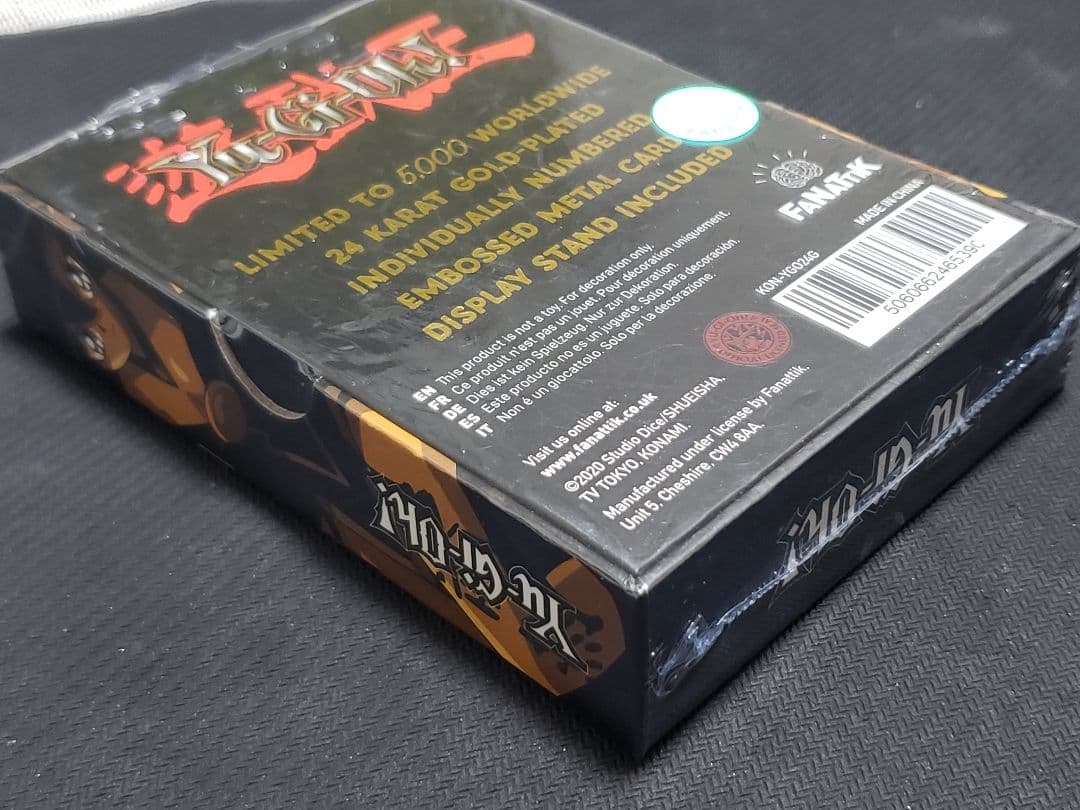 Yu-Gi-Oh!
LIMITED TO 5000 WORLDWIDE
24 KARAT GOLD-PLATED
INDIVIDUALLY NUMBERED
EMBOSSED METAL CARD
DISPLAY STAND INCLUDED
EN This product is not a toy. For decoration only.
FR Ce produit n'est pas un jouet. Pour décoration uniquement.
DE Dies ist kein Spielzeug. Nur zur Dekoration.
ES Este producto no es un juguete. Solo para decoración.
IT Non è un giocattolo. Solo per la decorazione.
Visit us online at:
www.fanattik.co.uk
©2020 Studio Dice/SHUEISHA,
TV TOKYO, KONAMI.
Manufactured under license by Fanattik.
Unit 5, Cheshire, CW4 8AA.
FaNaTtiK
MADE IN CHINA
KON-YGO24G
5060662466539C
Yu-Gi-Oh!
Yu-Gi-Oh!